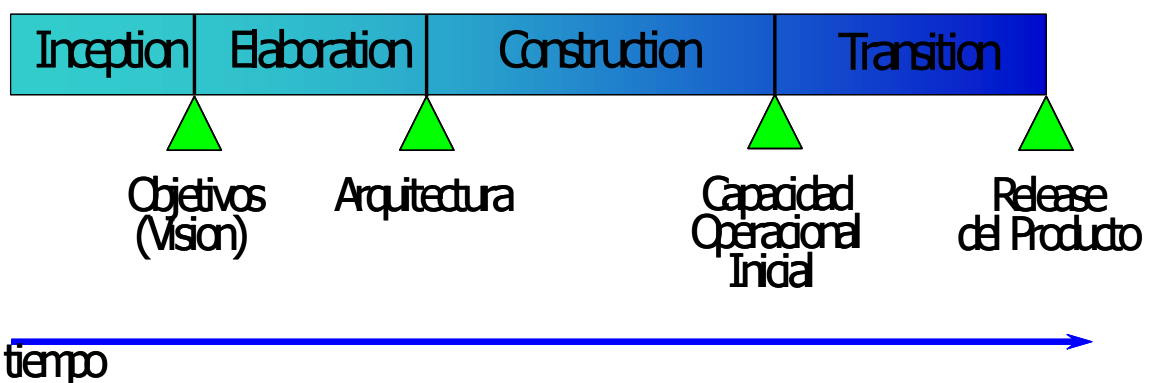 Inception Elaboration Construction Transition
Objetivos
(Vision)
Arquitectura
Capacidad
Operacional
Inicial
Release
del Producto
tiempo